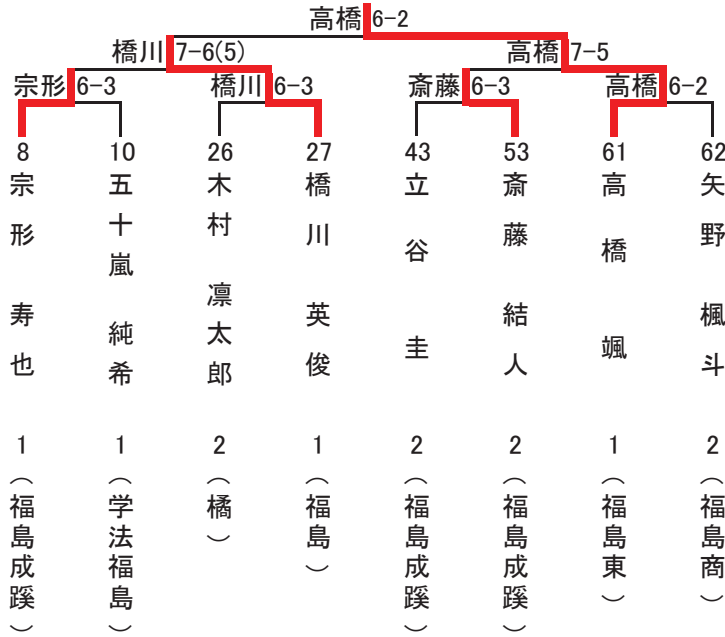 高橋 6-2
橋川 7-6(5)
高橋 7-5
宗形 6-3
橋川 6-3
斎藤 6-3
高橋 6-2
8
宗形 寿也
1
（福島成蹊）
10
五十嵐 純希
1
（学法福島）
26
木村 凛太郎
2
（橘）
27
橋川 英俊
1
（福島）
43
立谷 圭
2
（福島成蹊）
53
斎藤 結人
2
（福島成蹊）
61
高橋 颯
1
（福島東）
62
矢野 楓斗
2
（福島商）